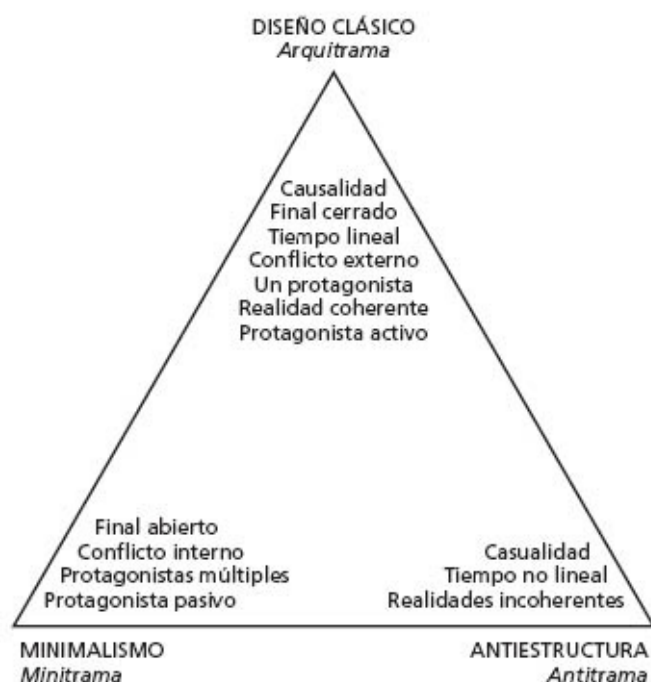 DISEÑO CLÁSICO
Arquitrama
Causalidad
Final cerrado
Tiempo lineal
Conflicto externo
Un protagonista
Realidad coherente
Protagonista activo
Final abierto
Conflicto interno
Protagonistas múltiples
Protagonista pasivo
Casualidad
Tiempo no lineal
Realidades incoherentes
MINIMALISMO
Minitrama
ANTIESTRUCTURA
Antitrama